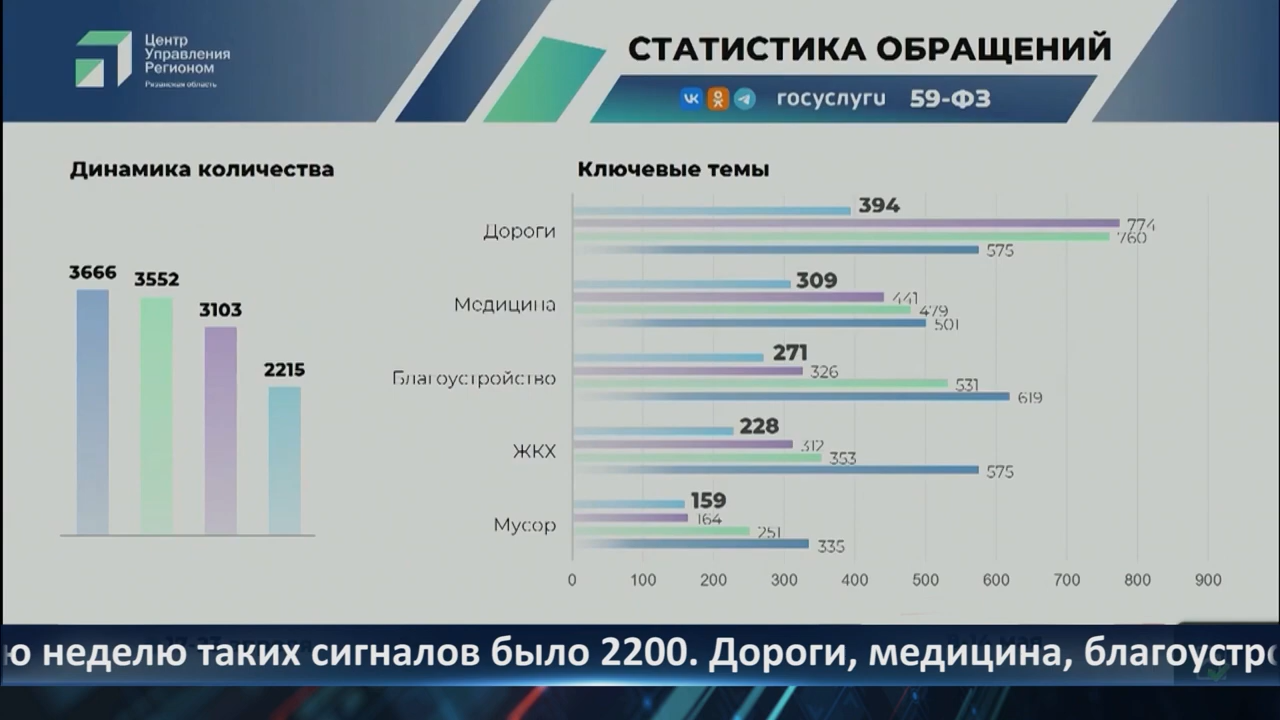 Центр
Управления
Регионом
Рязанская область
СТАТИСТИКА ОБРАЩЕНИЙ
госуслуги 59-ФЗ
Динамика количества
3666
3552
3103
2215
Ключевые темы
Дороги
394
774
760
575
Медицина
309
441
479
501
Благоустройство
271
326
531
619
ЖКХ
228
312
353
575
Мусор
159
164
251
335
0 100 200 300 400 500 600 700 800 900
ю неделю таких сигналов было 2200. Дороги, медицина, благоустро